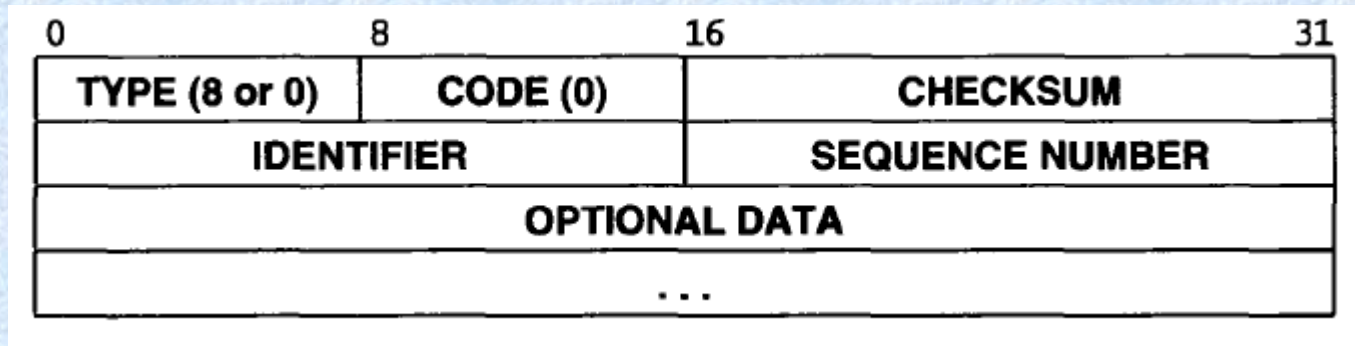 0 8 16 31
TYPE (8 or 0) CODE (0) CHECKSUM
IDENTIFIER SEQUENCE NUMBER
OPTIONAL DATA
...